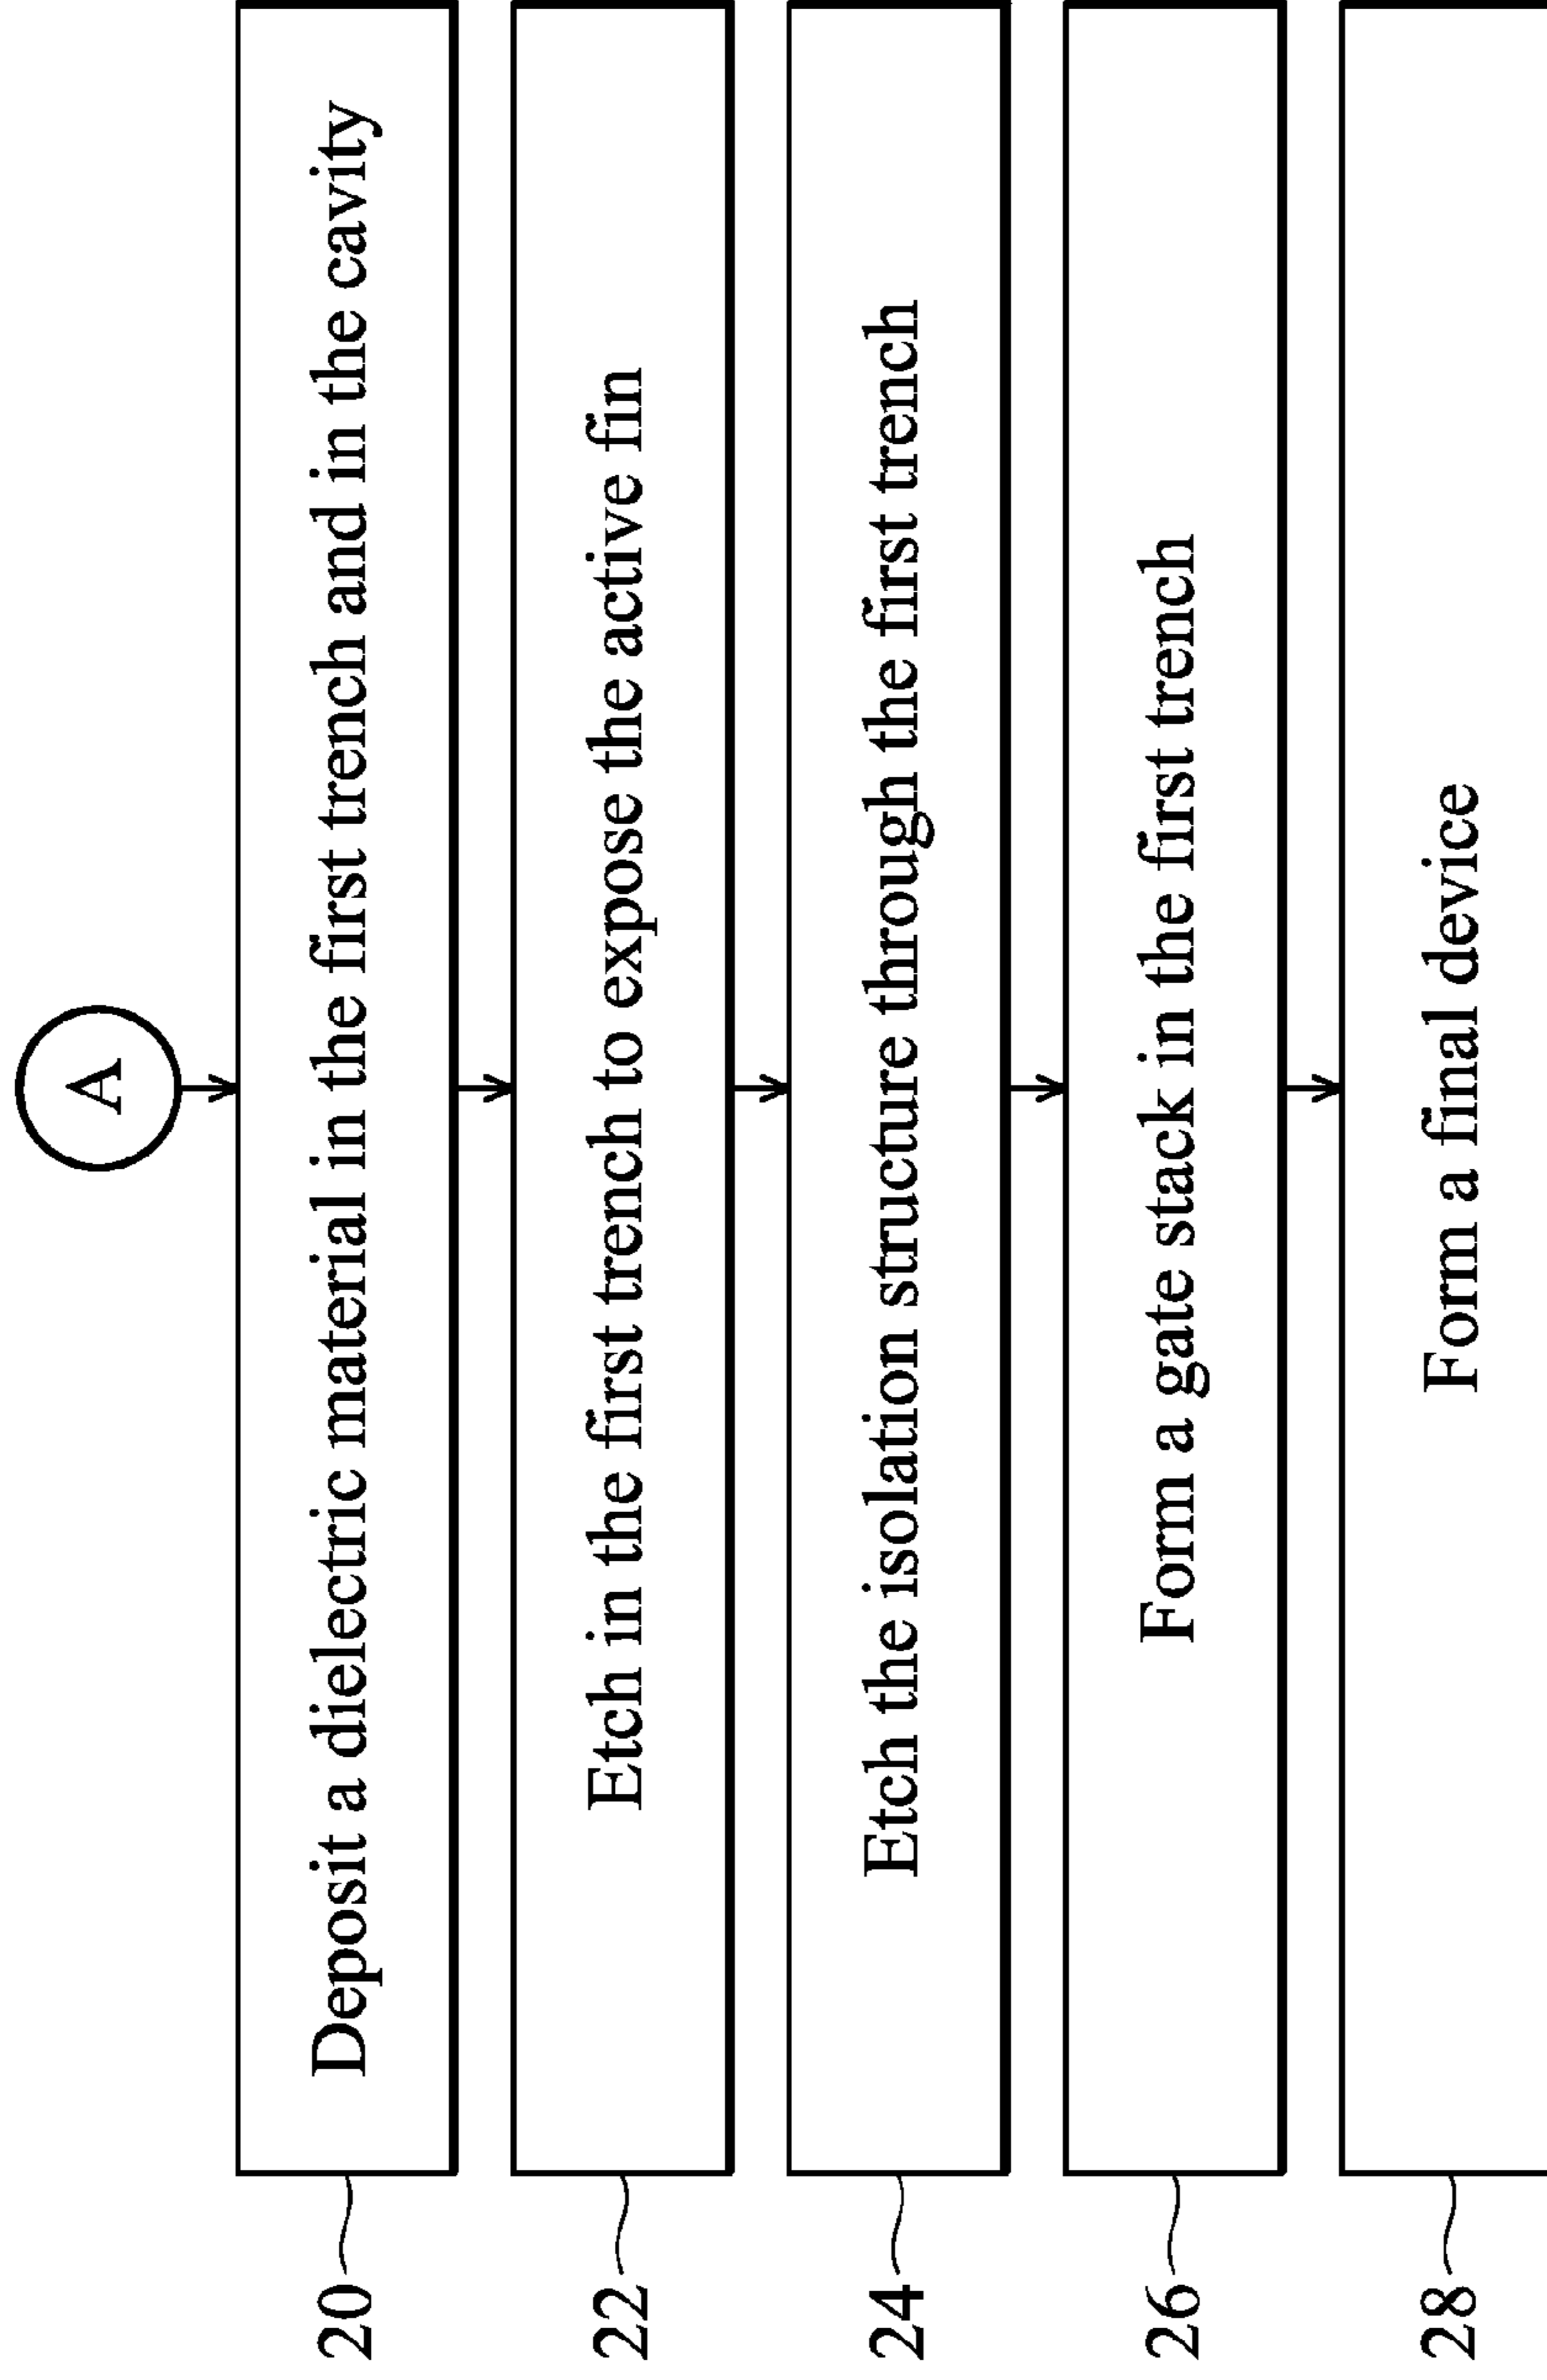 A
20 Deposit a dielectric material in the first trench and in the cavity
22 Etch in the first trench to expose the active fin
24 Etch the isolation structure through the first trench
26 Form a gate stack in the first trench
28 Form a final device